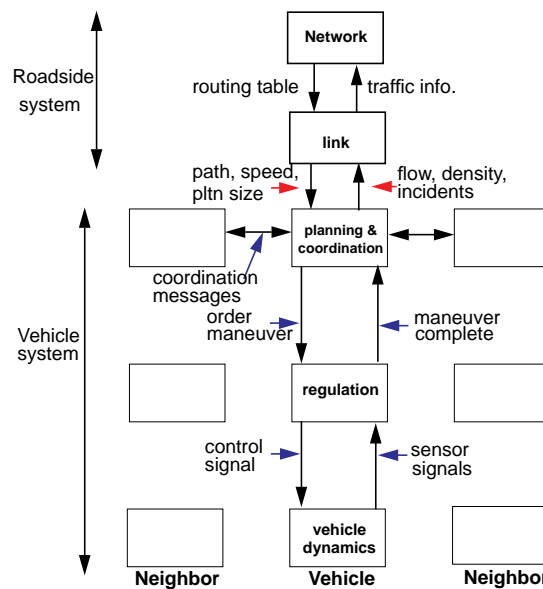 Network
Roadside
system
routing table
traffic info.
link
path, speed,
pltn size
flow, density,
incidents
planning &
coordination
coordination
messages
order
maneuver
maneuver
complete
Vehicle
system
regulation
control
signal
sensor
signals
vehicle
dynamics
Neighbor
Vehicle
Neighbor